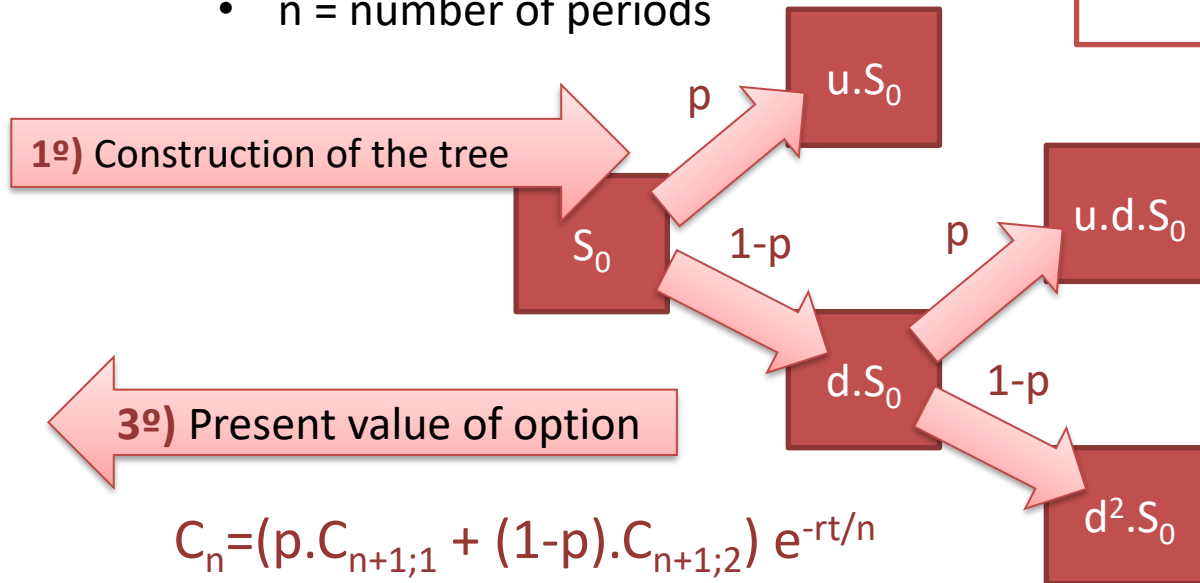 • n = number of periods
u.S₀
p
1º) Construction of the tree
u.d.S₀
S₀
1-p
p
d.S₀
1-p
3º) Present value of option
d².S₀
Cₙ=(p.Cₙ₊₁;₁ + (1-p).Cₙ₊₁;₂) e^-rt/n